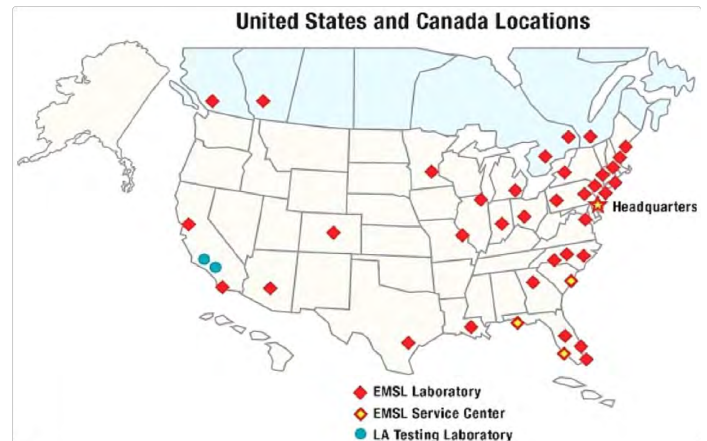 United States and Canada Locations
Headquarters
EMSL Laboratory
EMSL Service Center
LA Testing Laboratory